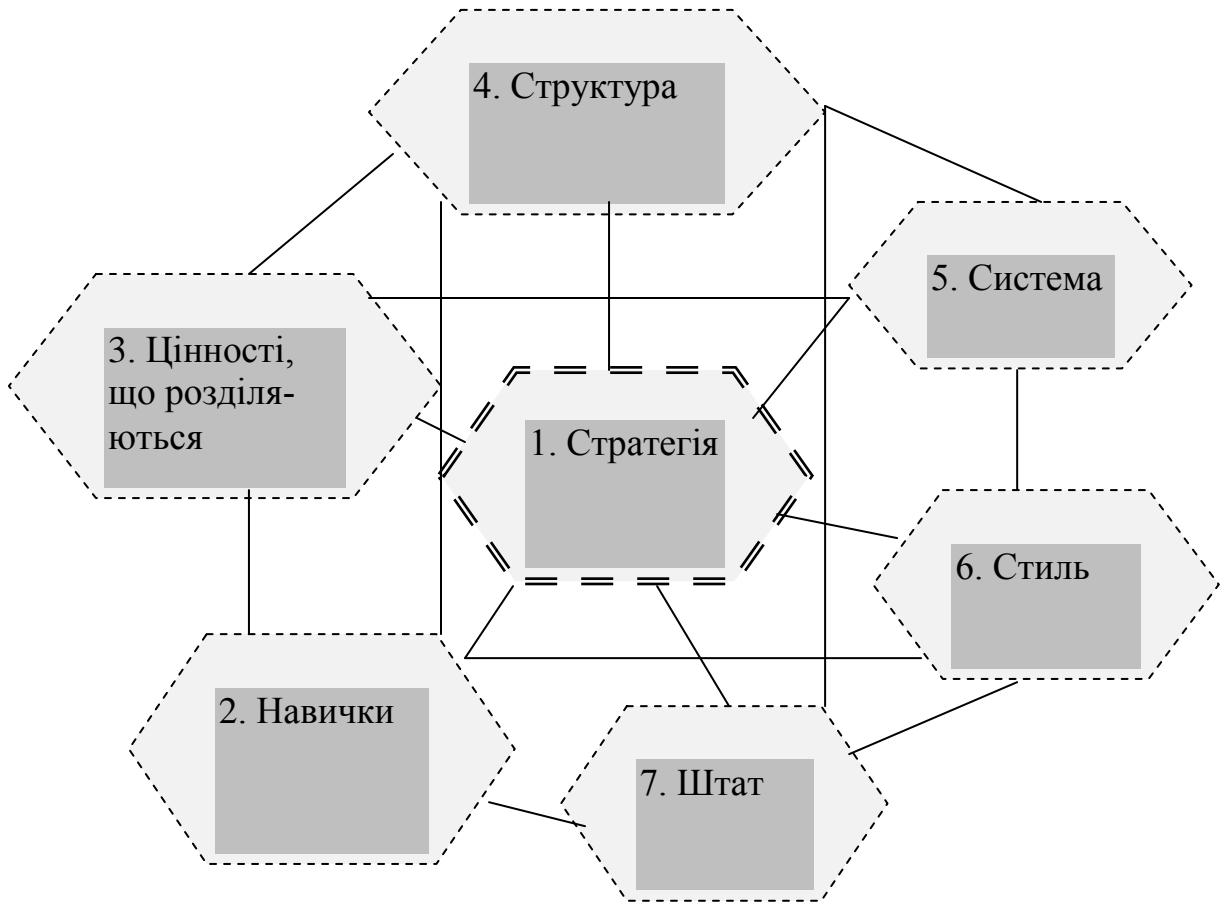 4. Структура
5. Система
3. Цінності,
що розділя-
ються
1. Стратегія
6. Стиль
2. Навички
7. Штат